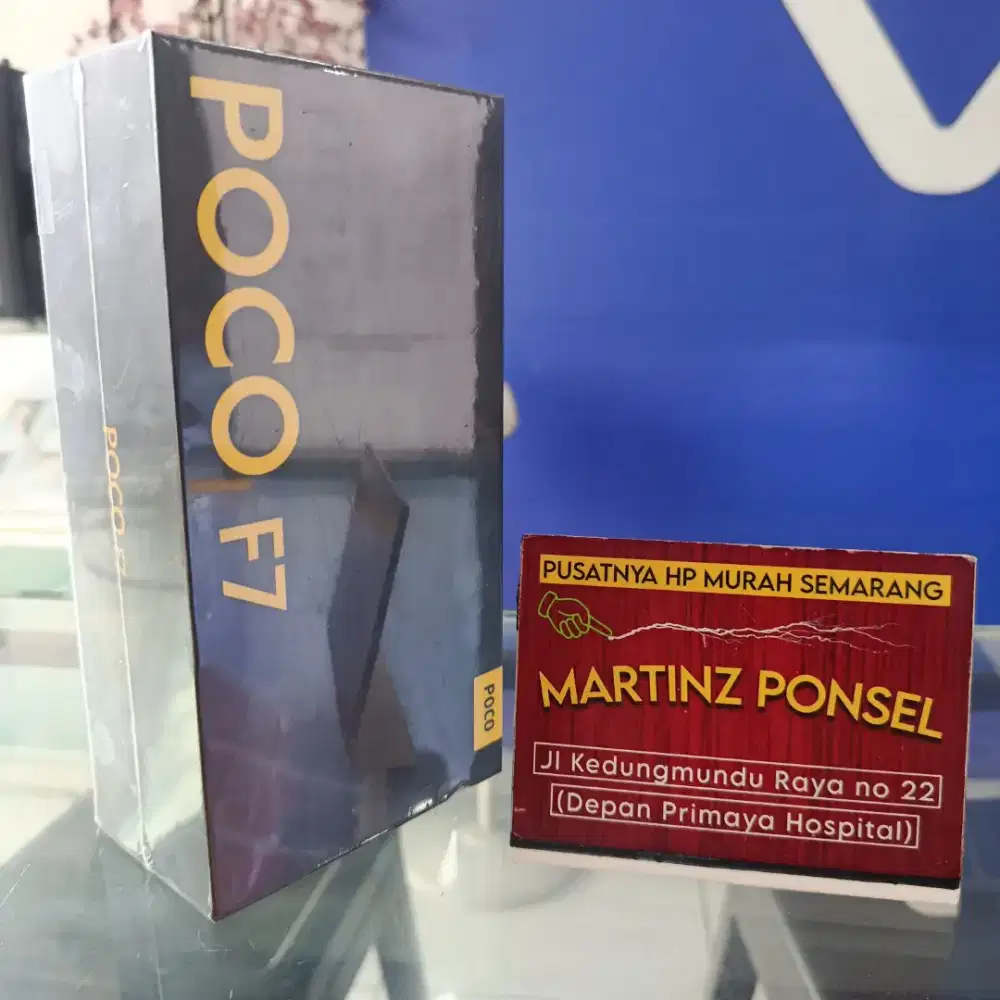 POCO F7
POCO F7
POCO
PUSATNYA HP MURAH SEMARANG
MARTINZ PONSEL
Jl Kedungmundu Raya no 22
(Depan Primaya Hospital)